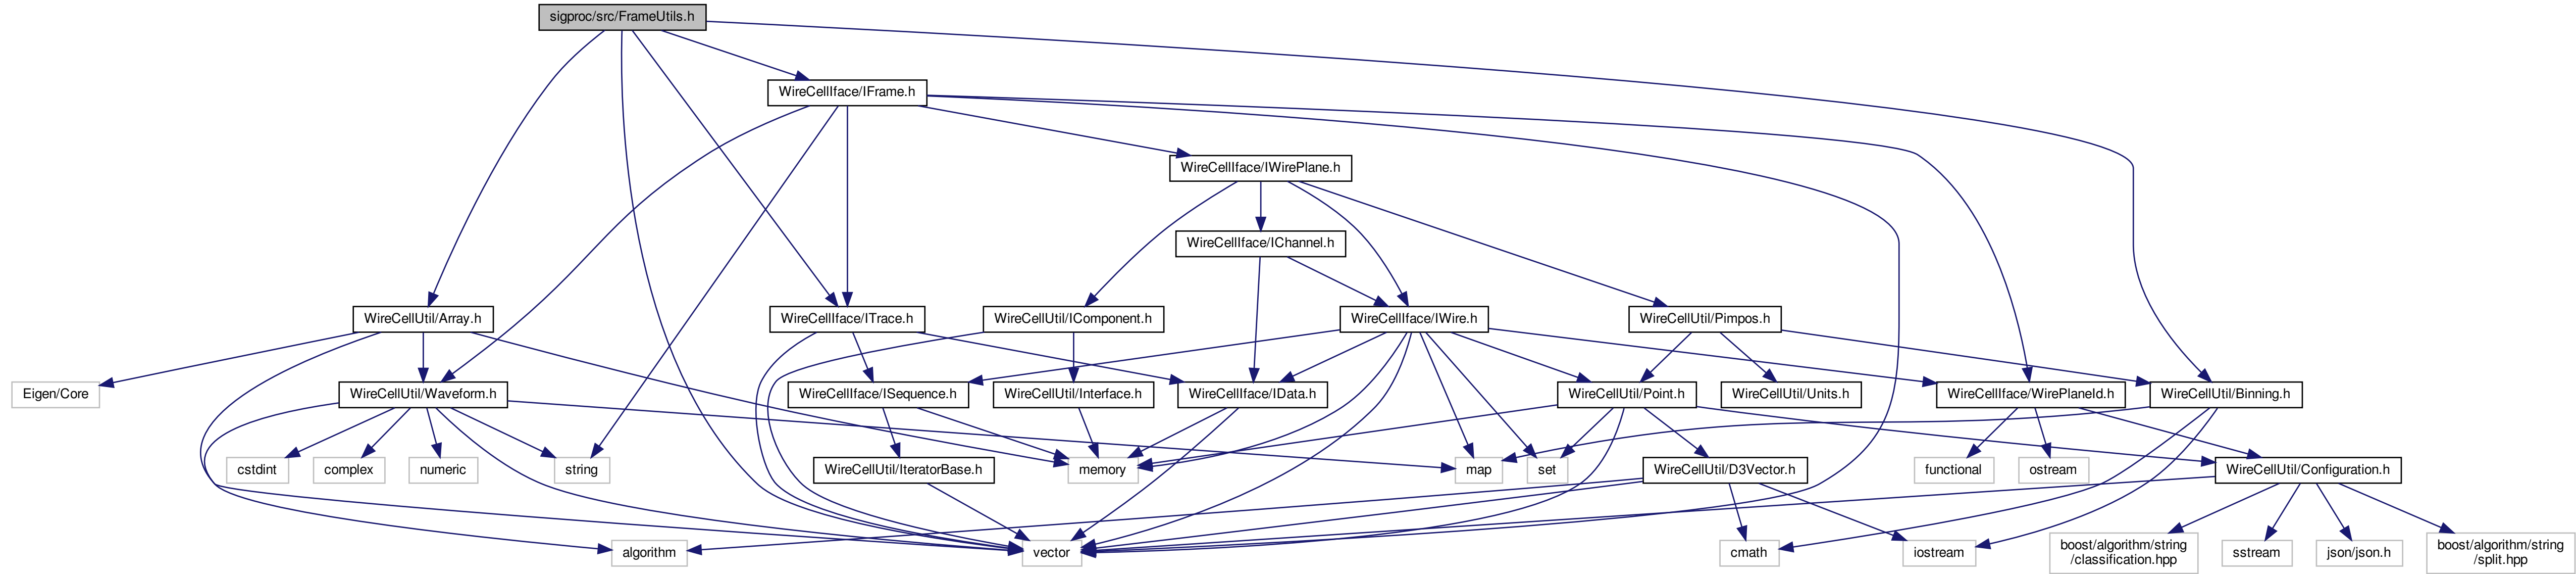 sigproc/src/FrameUtils.h
WireCellIface/IFrame.h
WireCellIface/IWirePlane.h
WireCellIface/IChannel.h
WireCellUtil/Array.h
WireCellIface/ITrace.h
WireCellUtil/IComponent.h
WireCellIface/IWire.h
WireCellUtil/Pimpos.h
Eigen/Core
WireCellUtil/Waveform.h
WireCellIface/ISequence.h
WireCellUtil/Interface.h
WireCellIface/IData.h
WireCellUtil/Point.h
WireCellUtil/Units.h
WireCellIface/WirePlaneId.h
WireCellUtil/Binning.h
cstdint
complex
numeric
string
WireCellUtil/IteratorBase.h
memory
map
set
WireCellUtil/D3Vector.h
functional
ostream
WireCellUtil/Configuration.h
algorithm
vector
cmath
iostream
boost/algorithm/string
/classification.hpp
sstream
json/json.h
boost/algorithm/string
/split.hpp